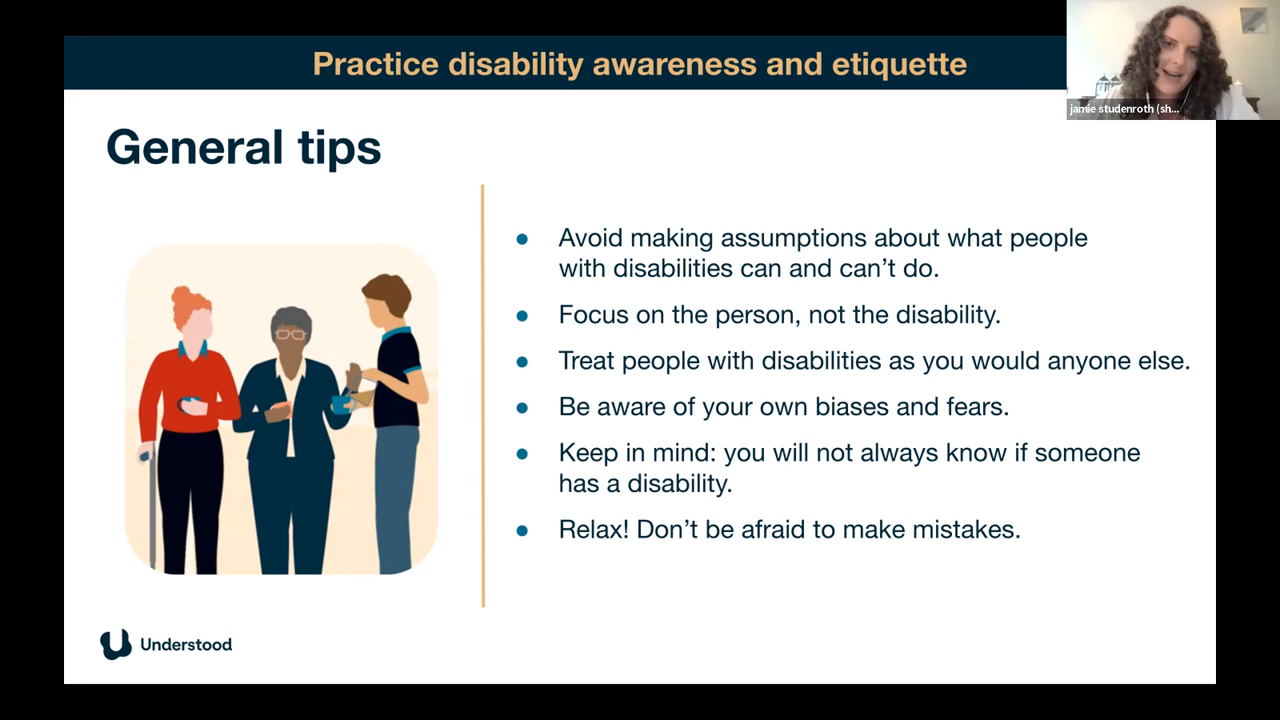 Practice disability awareness and etiquette
jamie studenroth (sh...
General tips
● Avoid making assumptions about what people
with disabilities can and can’t do.
● Focus on the person, not the disability.
● Treat people with disabilities as you would anyone else.
● Be aware of your own biases and fears.
● Keep in mind: you will not always know if someone
has a disability.
● Relax! Don’t be afraid to make mistakes.
Understood